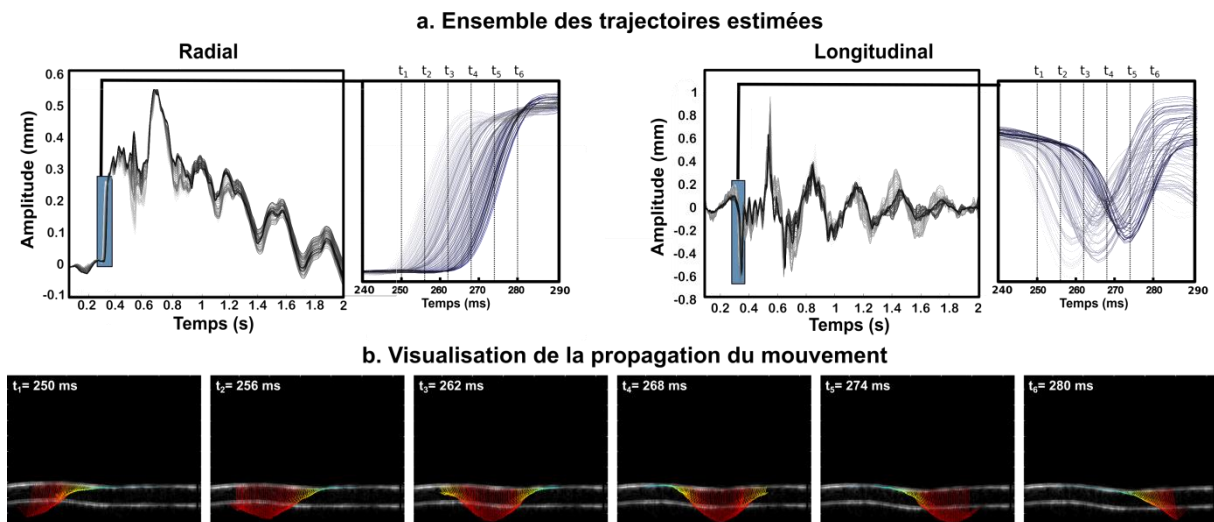 a. Ensemble des trajectoires estimées
Radial
Longitudinal
t₁ t₂ t₃ t₄ t₅ t₆
t₁ t₂ t₃ t₄ t₅ t₆
Amplitude (mm)
0.6
0.5
0.4
0.3
0.2
0.1
0
-0.1
0.2 0.4 0.6 0.8 1 1.2 1.4 1.6 1.8 2
Temps (s)
240 250 260 270 280 290
Temps (ms)
Amplitude (mm)
1
0.8
0.6
0.4
0.2
0
-0.2
-0.4
-0.6
-0.8
0.2 0.4 0.6 0.8 1 1.2 1.4 1.6 1.8 2
Temps (s)
240 250 260 270 280 290
Temps (ms)
b. Visualisation de la propagation du mouvement
t₁= 250 ms
t₂= 256 ms
t₃= 262 ms
t₄= 268 ms
t₅= 274 ms
t₆= 280 ms